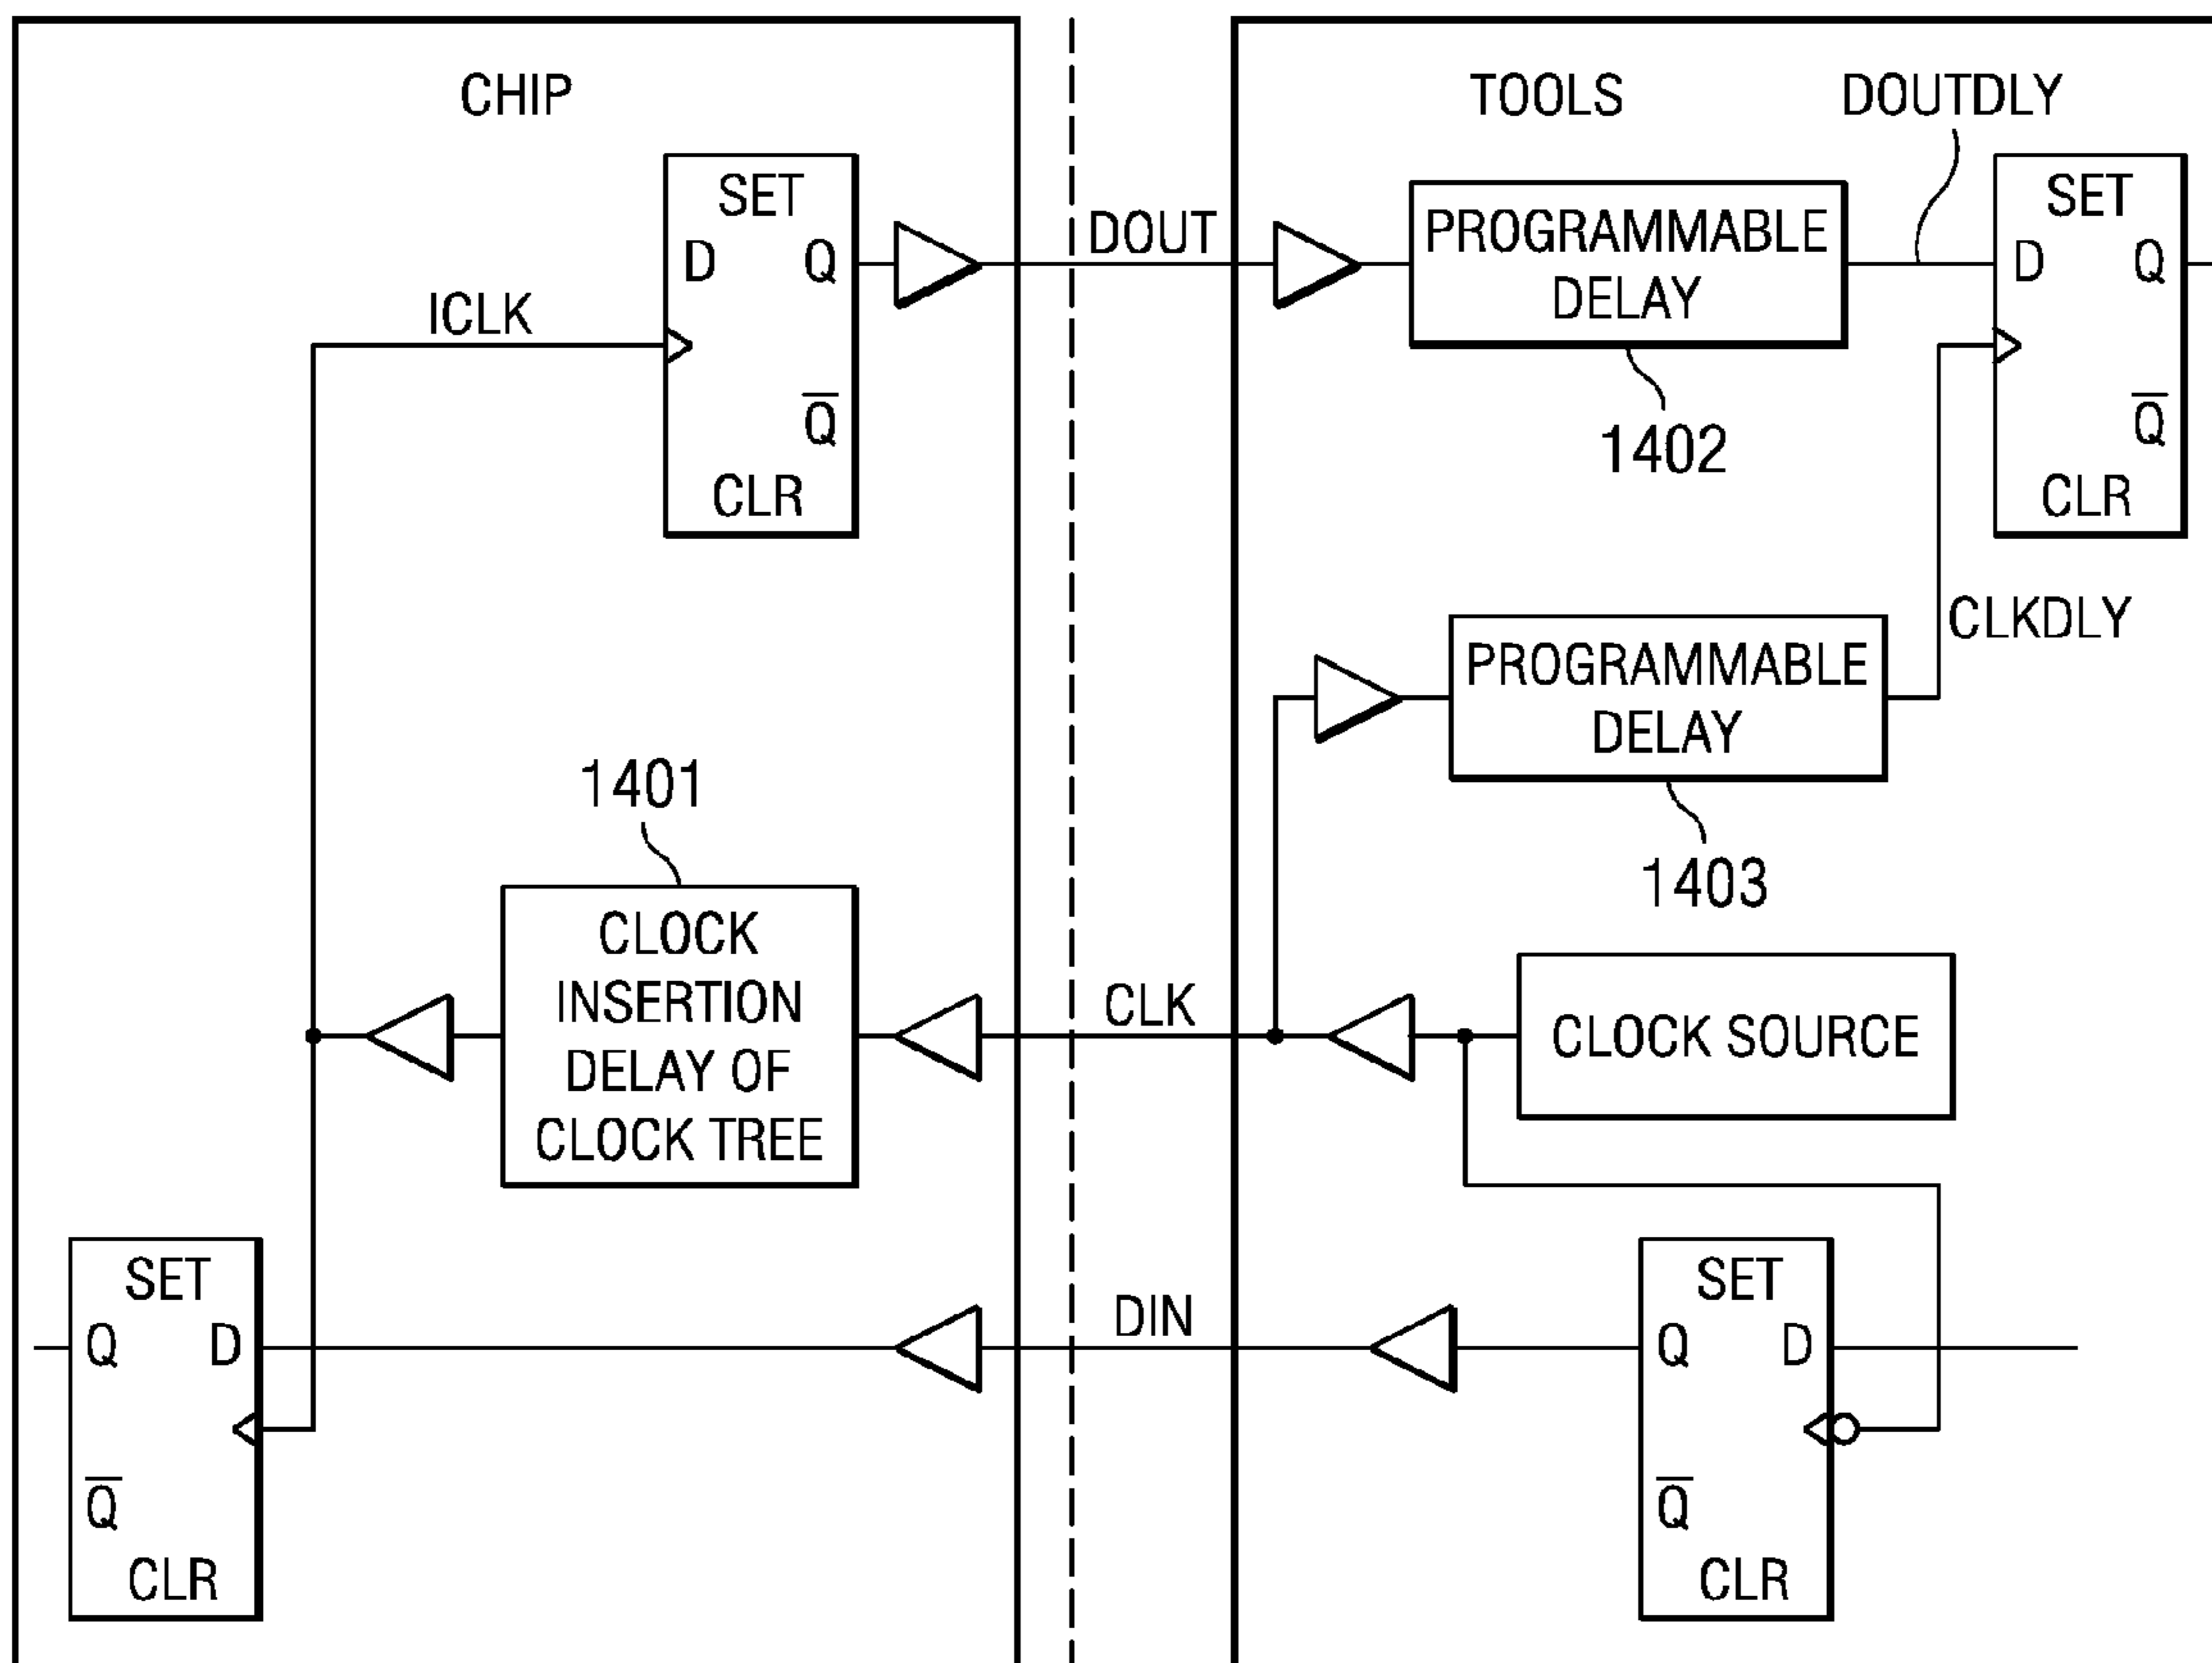 CHIP
TOOLS
DOUTDLY
SET
D
Q
Q̅
CLR
ICLK
DOUT
PROGRAMMABLE
DELAY
1402
SET
D
Q
Q̅
CLR
CLKDLY
PROGRAMMABLE
DELAY
1403
1401
CLOCK
INSERTION
DELAY OF
CLOCK TREE
CLK
CLOCK SOURCE
SET
Q
D
Q̅
CLR
DIN
SET
Q
D
Q̅
CLR